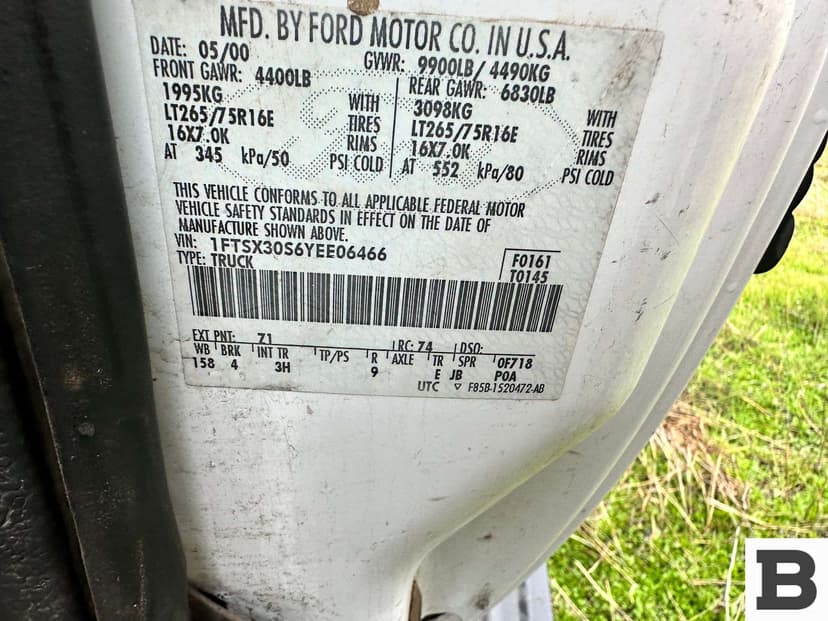 MFD. BY FORD MOTOR CO. IN U.S.A.
DATE: 05/00 GVWR: 9900LB/ 4490KG
FRONT GAWR: 4400LB REAR GAWR: 6830LB
1995KG WITH 3098KG WITH
LT265/75R16E TIRES LT265/75R16E TIRES
16X7.0K RIMS 16X7.0K RIMS
AT 345 kPa/50 PSI COLD AT 552 kPa/80 PSI COLD
THIS VEHICLE CONFORMS TO ALL APPLICABLE FEDERAL MOTOR
VEHICLE SAFETY STANDARDS IN EFFECT ON THE DATE OF
MANUFACTURE SHOWN ABOVE.
VIN: 1FTSX30S6YEE06466 F0161
TYPE: TRUCK T0145
EXT PNT: 71 RC: 74 DSO:
WB BRK INT TR TP/PS R AXLE TR SPR 0F718
158 4 3H 9 E JB P0A
UTC ▽ F85B-1520472-AB
B